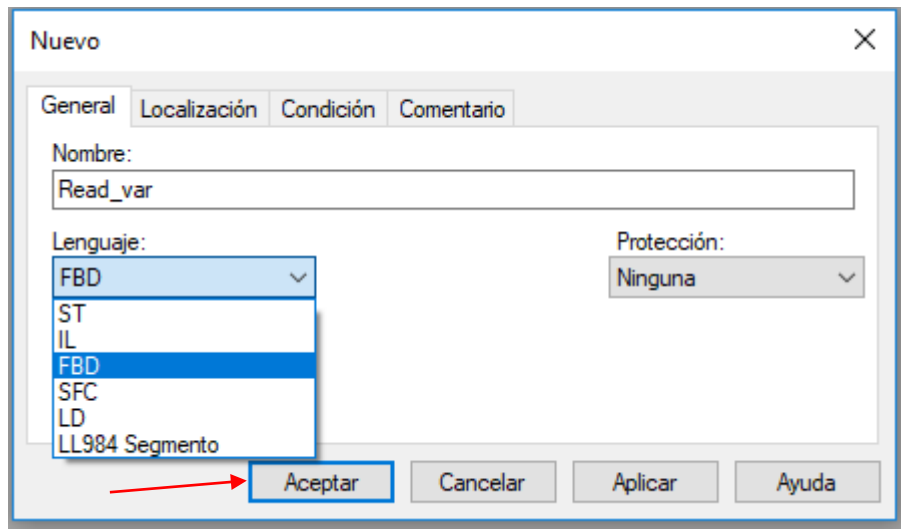 Nuevo
General Localización Condición Comentario
Nombre:
Read_var
Lenguaje: Protección:
FBD Ninguna
ST
IL
FBD
SFC
LD
LL984 Segmento
Aceptar Cancelar Aplicar Ayuda